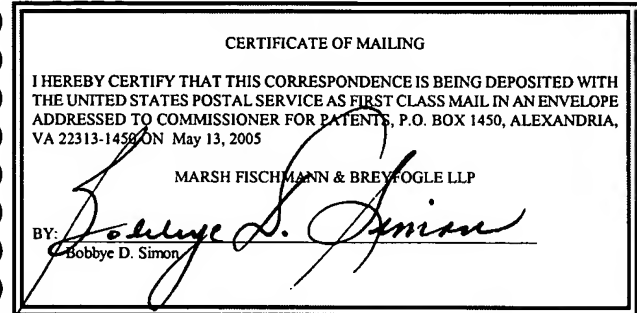 CERTIFICATE OF MAILING
I HEREBY CERTIFY THAT THIS CORRESPONDENCE IS BEING DEPOSITED WITH
THE UNITED STATES POSTAL SERVICE AS FIRST CLASS MAIL IN AN ENVELOPE
ADDRESSED TO COMMISSIONER FOR PATENTS, P.O. BOX 1450, ALEXANDRIA,
VA 22313-1450 ON May 13, 2005
MARSH FISCHMANN & BREYFOGLE LLP
BY: Bobbye D. Simon
Bobbye D. Simon